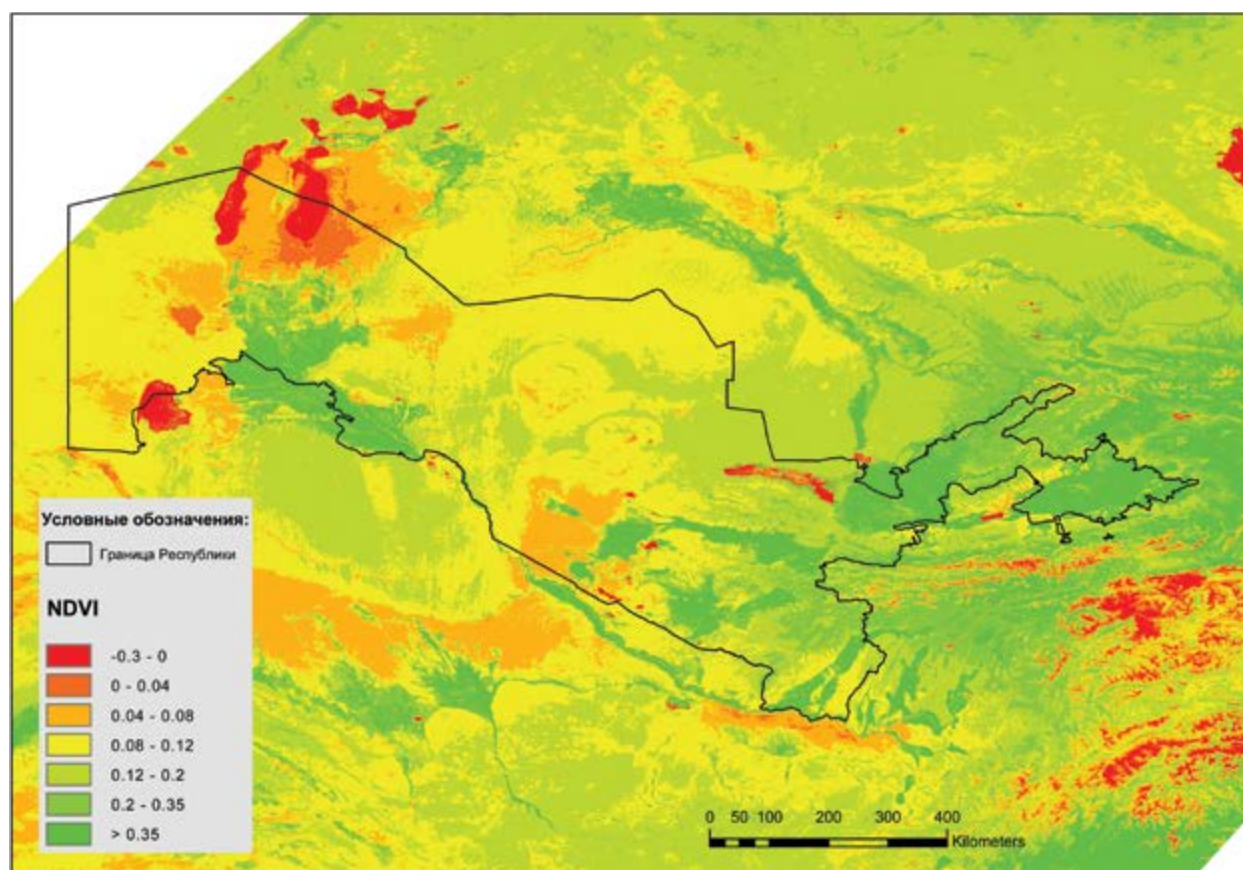 Условные обозначения:
Граница Республики
NDVI
-0.3 - 0
0 - 0.04
0.04 - 0.08
0.08 - 0.12
0.12 - 0.2
0.2 - 0.35
> 0.35
0 50 100 200 300 400
Kilometers